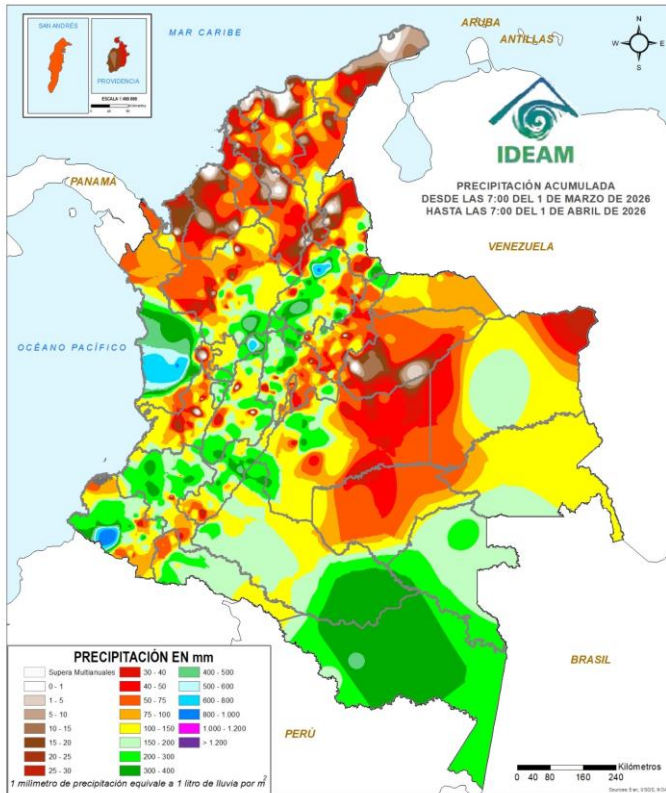 SAN ANDRÉS
PROVIDENCIA
MAR CARIBE
ARUBA
ANTILLAS
N
W E
S
IDEAM
PRECIPITACIÓN ACUMULADA
DESDE LAS 7:00 DEL 1 DE MARZO DE 2026
HASTA LAS 7:00 DEL 1 DE ABRIL DE 2026
PANAMÁ
VENEZUELA
OCÉANO PACÍFICO
BRASIL
PERÚ
PRECIPITACIÓN EN mm
Supera Multianuales
0 - 1
1 - 5
5 - 10
10 - 15
15 - 20
20 - 25
25 - 30
30 - 40
40 - 50
50 - 75
75 - 100
100 - 150
150 - 200
200 - 300
300 - 400
400 - 500
500 - 600
600 - 800
800 - 1.000
1.000 - 1.200
> 1.200
1 milímetro de precipitación equivale a 1 litro de lluvia por m²
Kilómetros
0 40 80 160 240